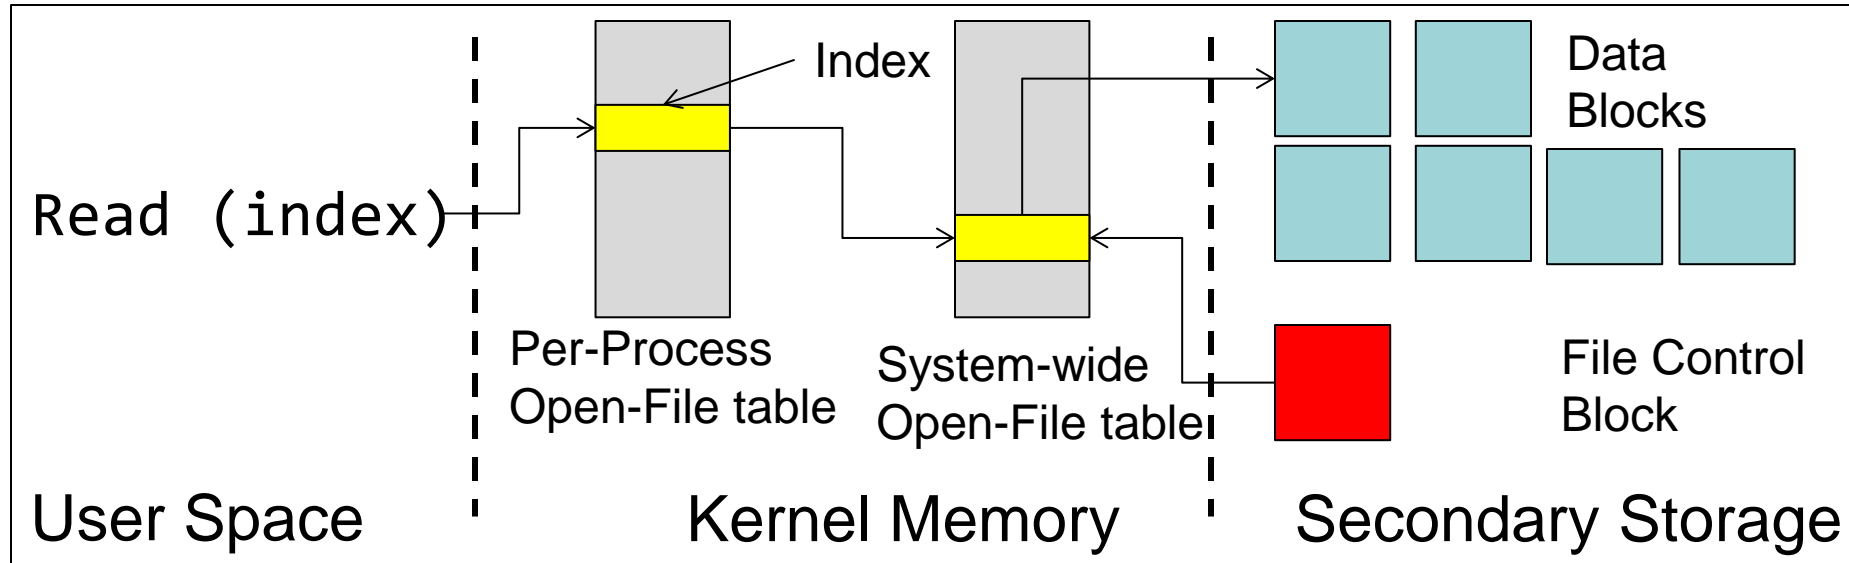 Index
Data
Blocks
Read (index)
Per-Process
Open-File table
System-wide
Open-File table
File Control
Block
User Space
Kernel Memory
Secondary Storage